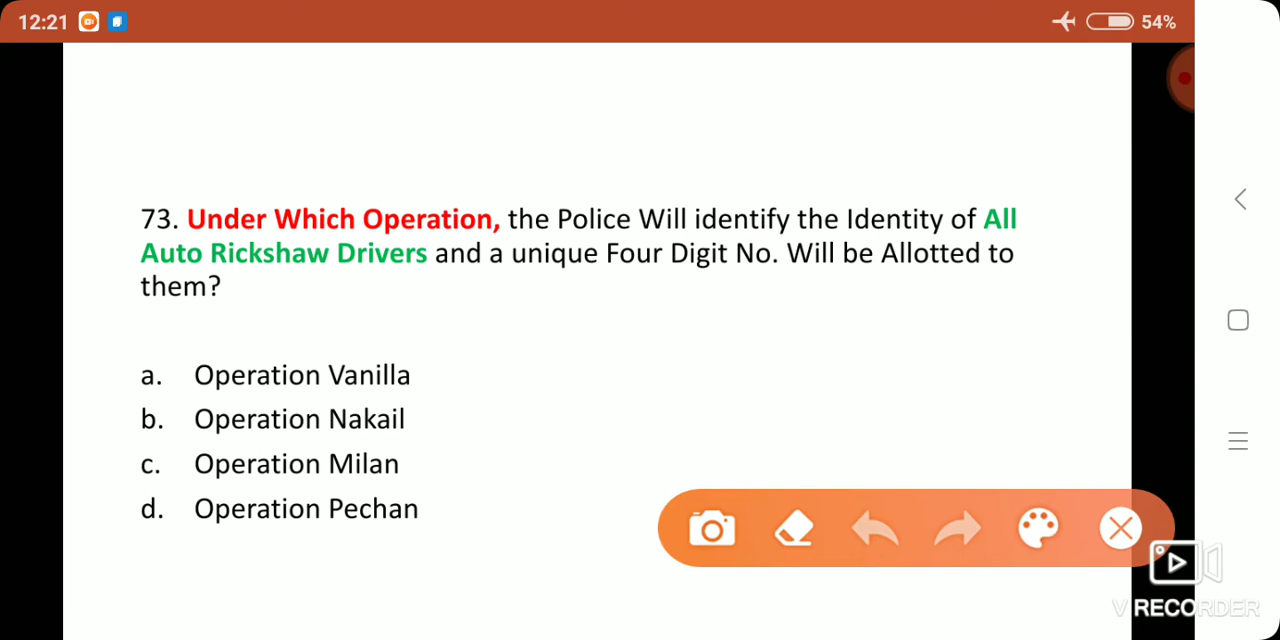 12:21
54%
73. Under Which Operation, the Police Will identify the Identity of All
Auto Rickshaw Drivers and a unique Four Digit No. Will be Allotted to
them?
a. Operation Vanilla
b. Operation Nakail
c. Operation Milan
d. Operation Pechan
V RECORDER